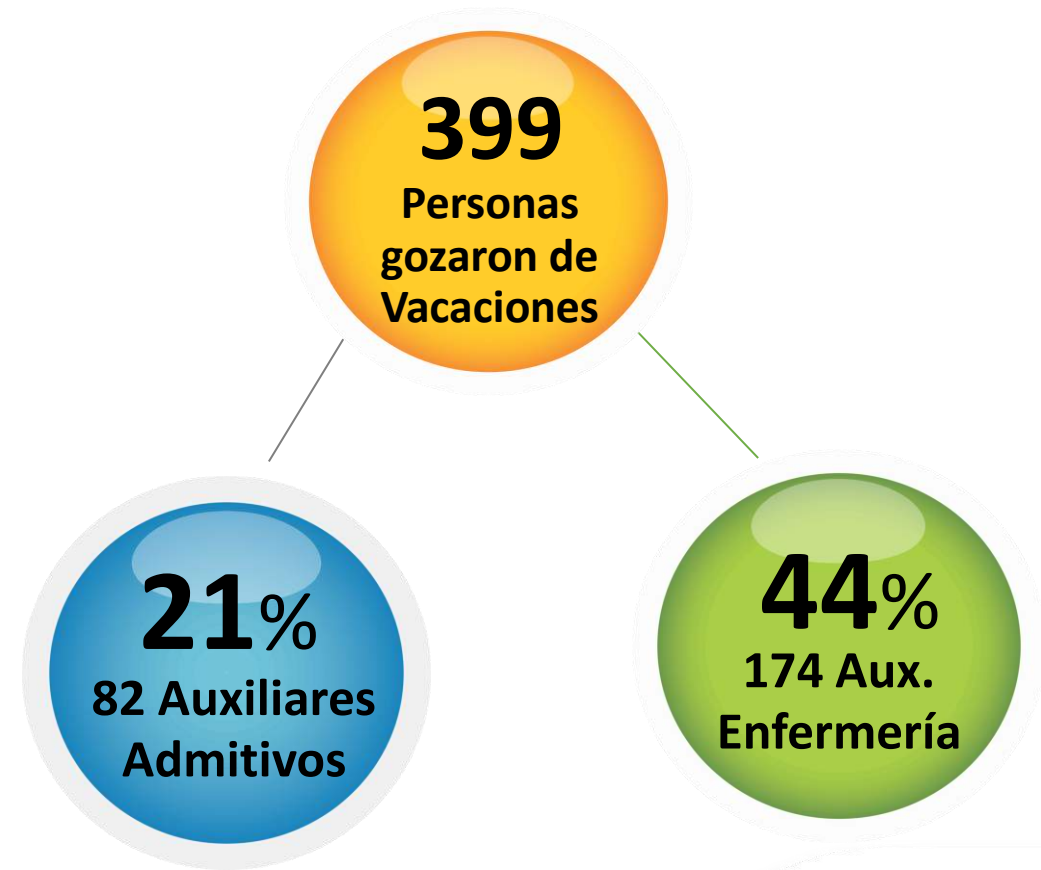 399
Personas
gozaron de
Vacaciones
21%
82 Auxiliares
Admitivos
44%
174 Aux.
Enfermería